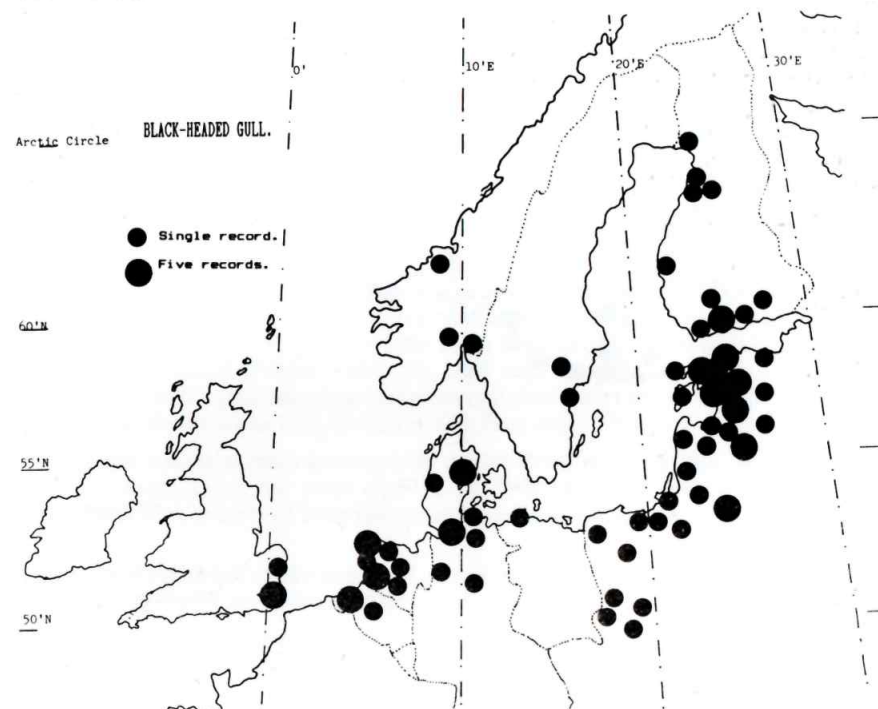 0'
10'E
20'E
30'E
Arctic Circle
BLACK-HEADED GULL.
Single record.
Five records.
60'N
55'N
50'N